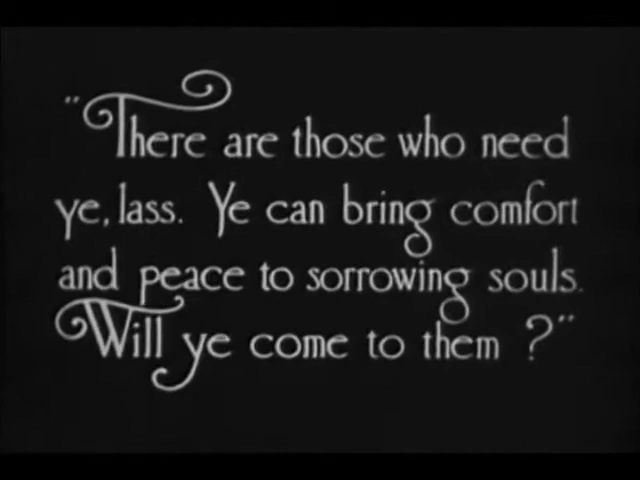 "There are those who need
ye, lass. Ye can bring comfort
and peace to sorrowing souls.
Will ye come to them ?"